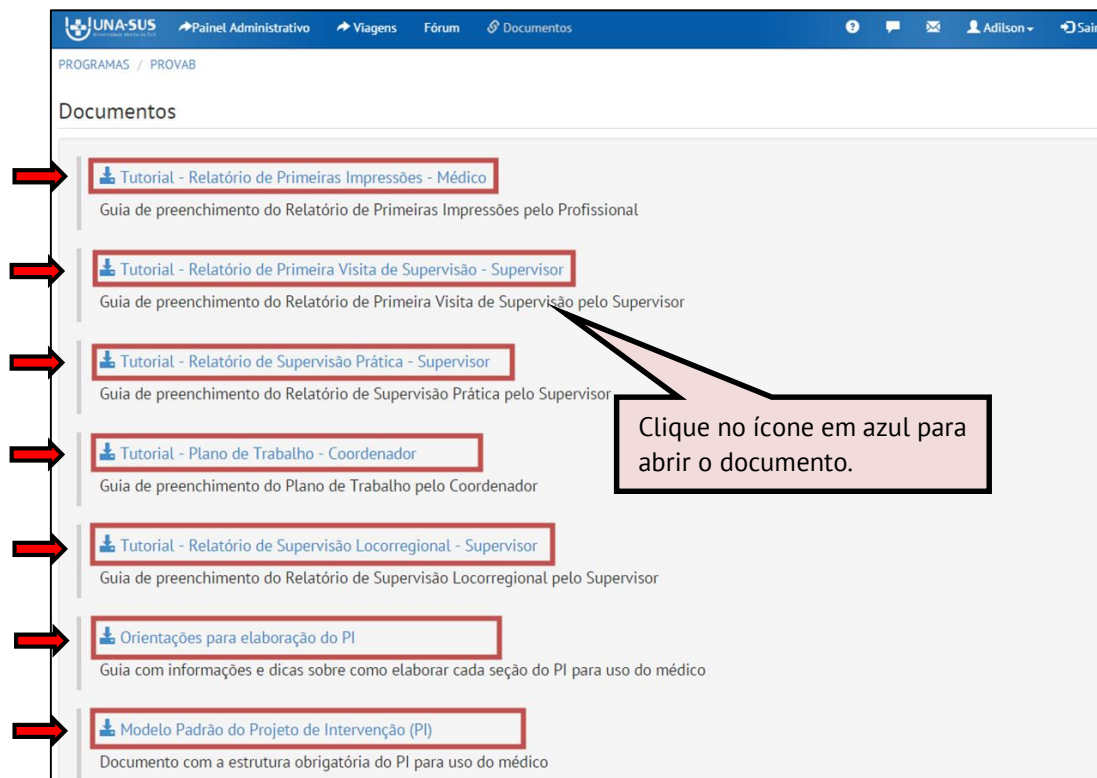 UNA-SUS Painel Administrativo Viagens Fórum Documentos Adilson Sair
PROGRAMAS / PROVAB
Documentos
Tutorial - Relatório de Primeiras Impressões - Médico
Guia de preenchimento do Relatório de Primeiras Impressões pelo Profissional
Tutorial - Relatório de Primeira Visita de Supervisão - Supervisor
Guia de preenchimento do Relatório de Primeira Visita de Supervisão pelo Supervisor
Tutorial - Relatório de Supervisão Prática - Supervisor
Guia de preenchimento do Relatório de Supervisão Prática pelo Supervisor
Clique no ícone em azul para
abrir o documento.
Tutorial - Plano de Trabalho - Coordenador
Guia de preenchimento do Plano de Trabalho pelo Coordenador
Tutorial - Relatório de Supervisão Locorregional - Supervisor
Guia de preenchimento do Relatório de Supervisão Locorregional pelo Supervisor
Orientações para elaboração do PI
Guia com informações e dicas sobre como elaborar cada seção do PI para uso do médico
Modelo Padrão do Projeto de Intervenção (PI)
Documento com a estrutura obrigatória do PI para uso do médico